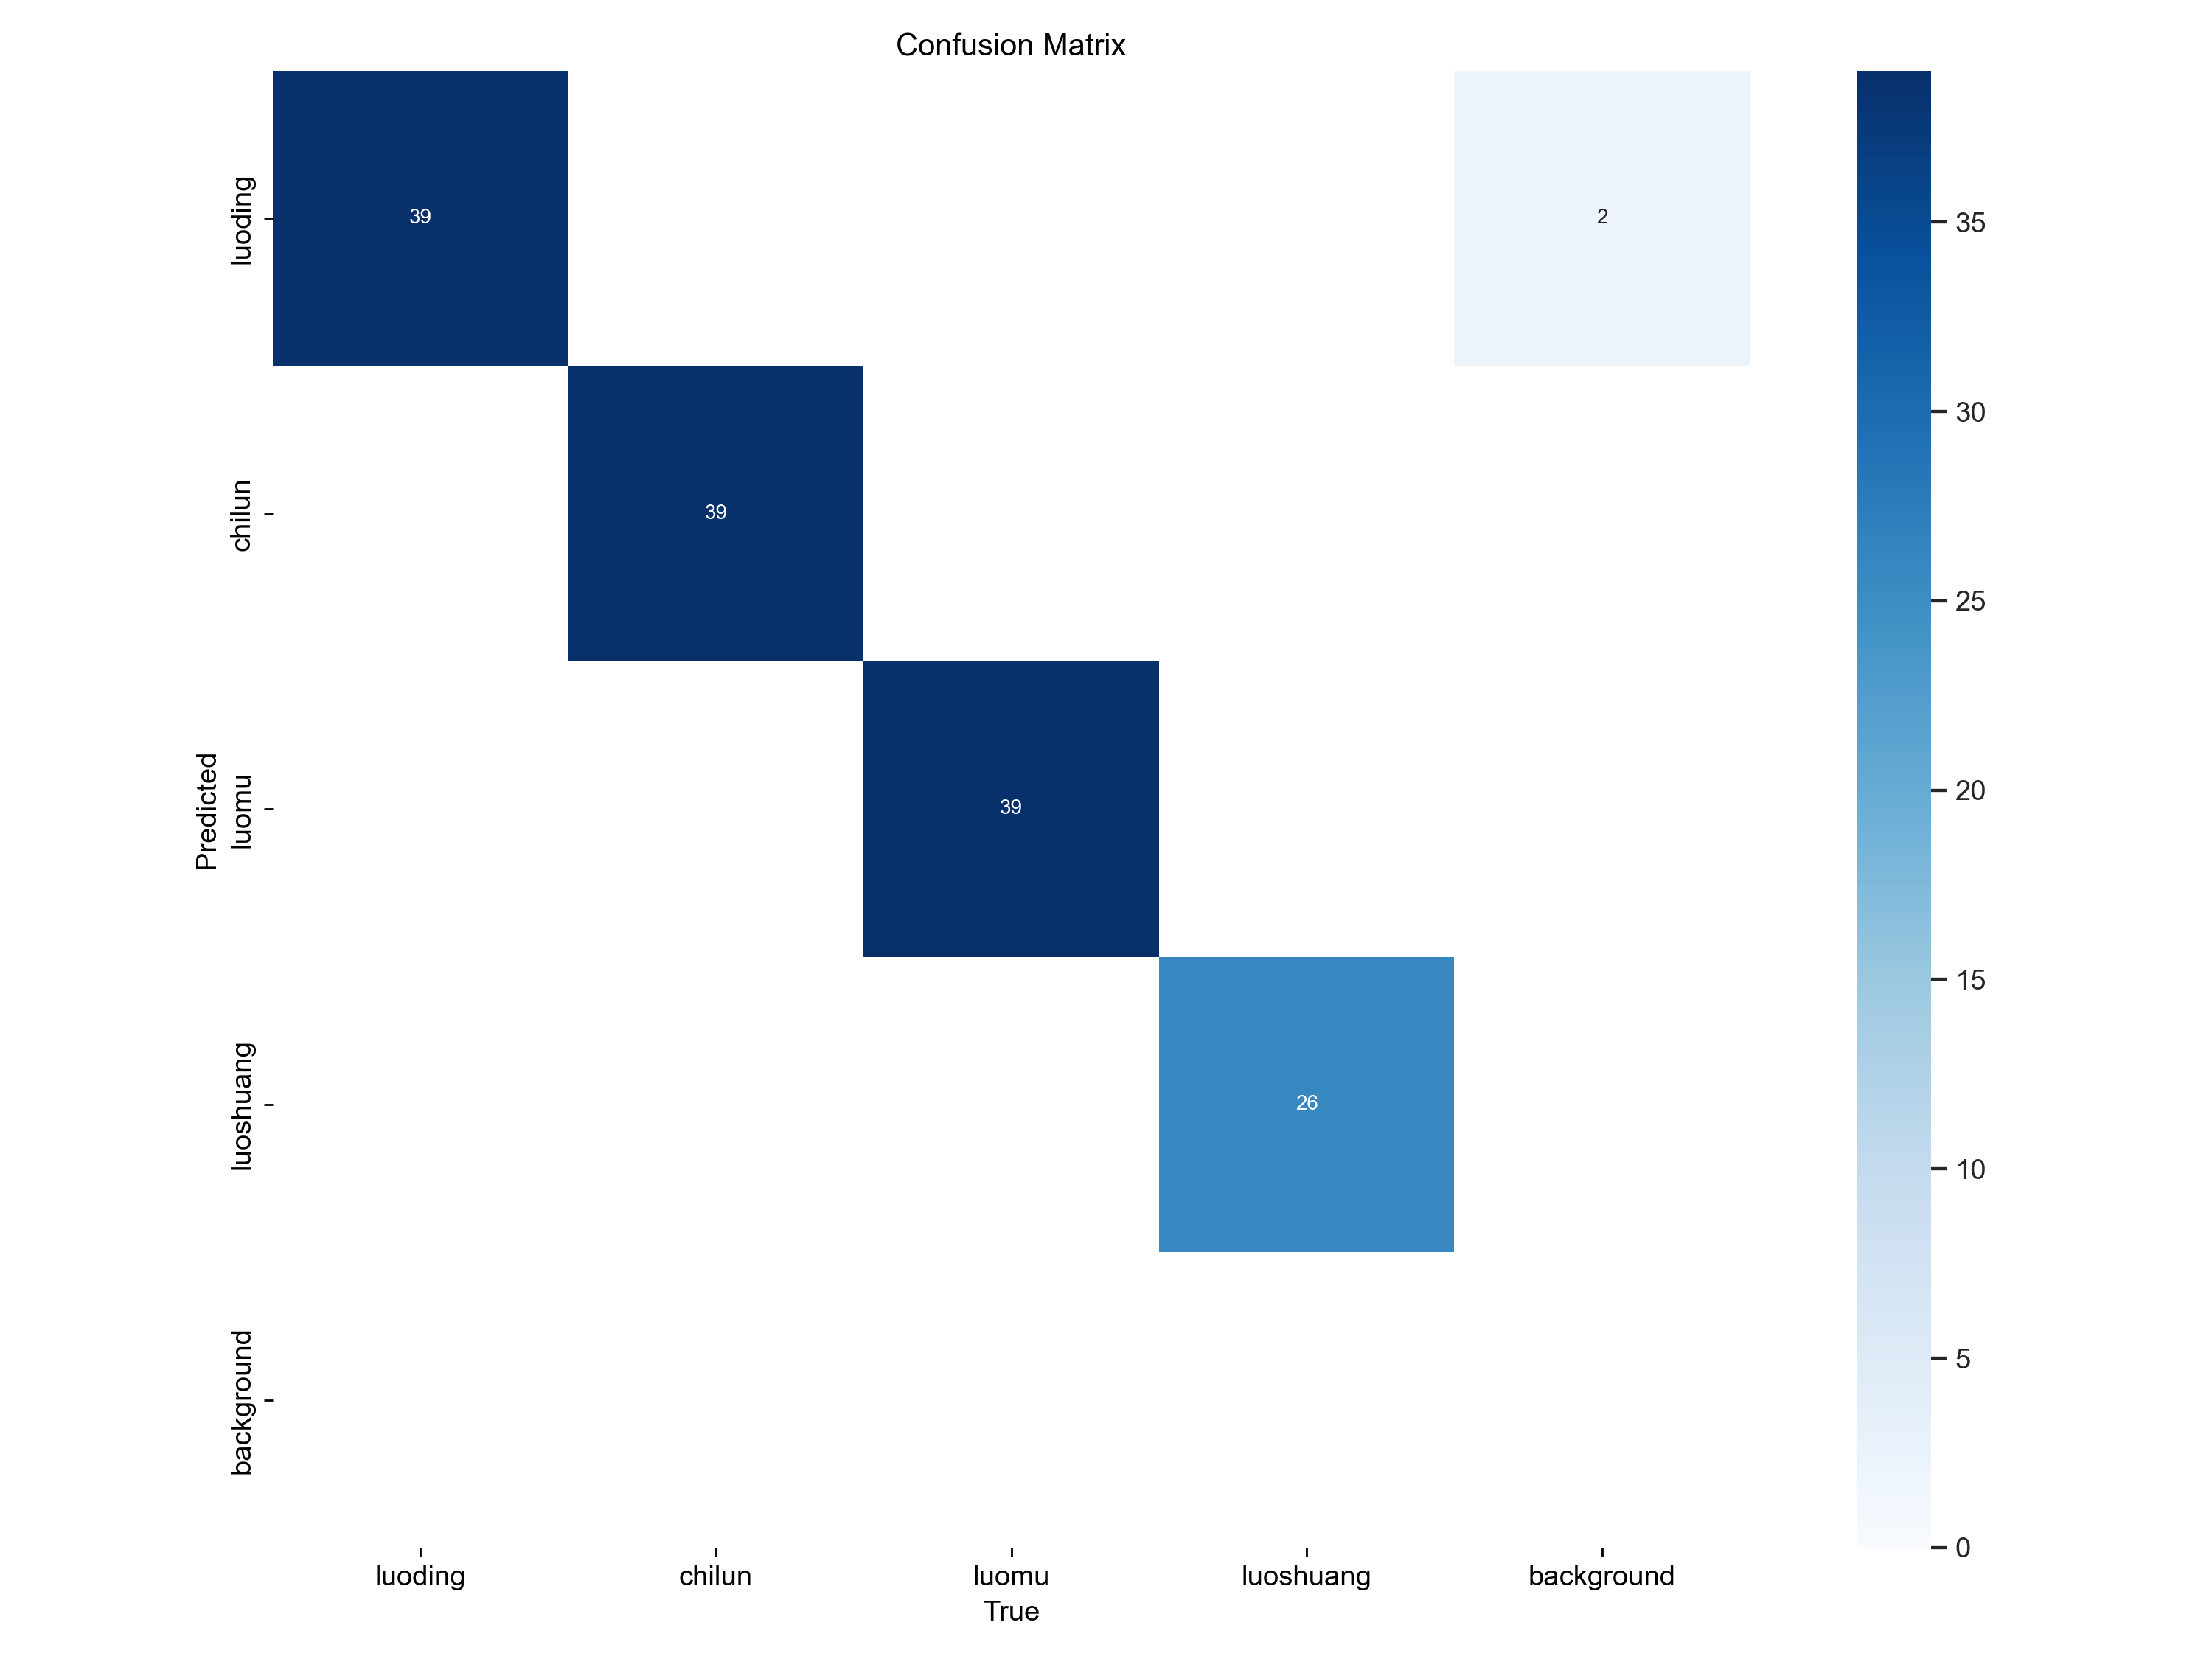 Confusion Matrix
luoding
39
2
chilun
39
Predicted
luomu
39
luoshuang
26
background
luoding chilun luomu luoshuang background
True
35
30
25
20
15
10
5
0